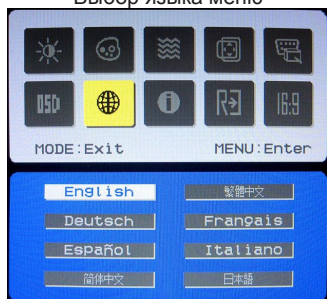 Выбор языка меню
OSD R 16:9
MODE:Exit MENU:Enter
English 繁體中文
Deutsch Français
Español Italiano
简体中文 日本語